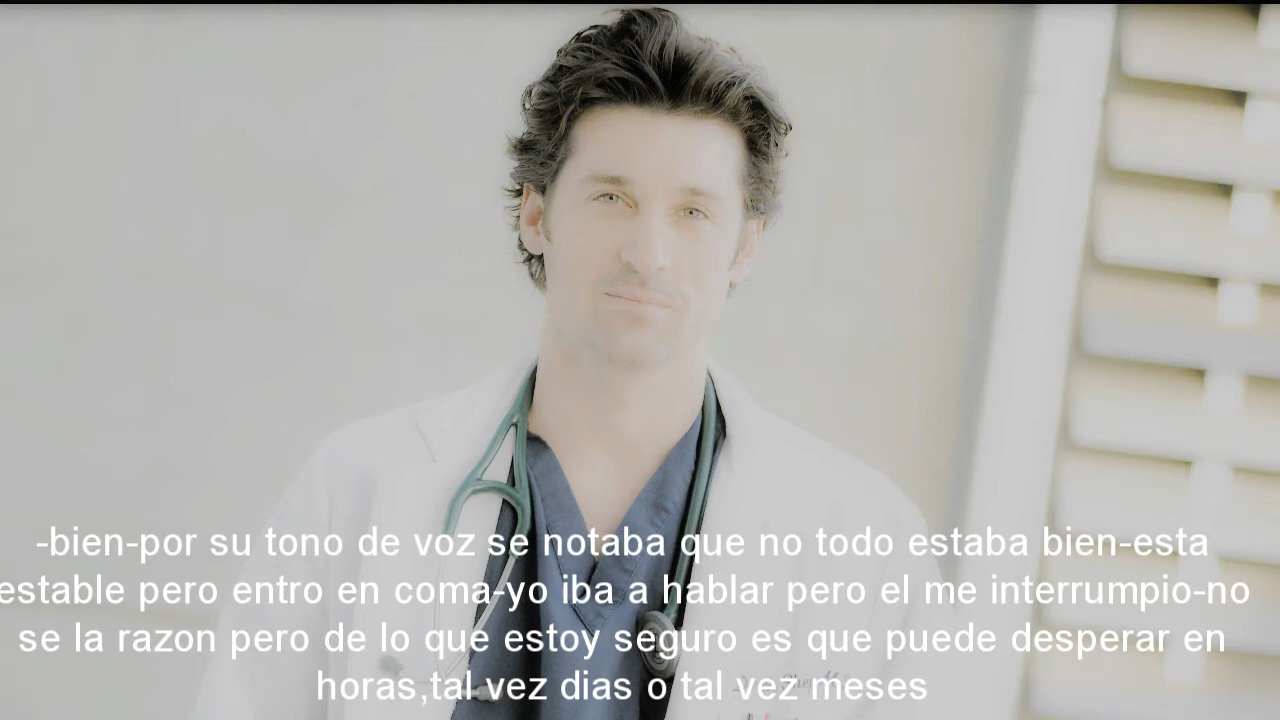 -bien-por su tono de voz se notaba que no todo estaba bien-esta
estable pero entro en coma-yo iba a hablar pero el me interrumpio-no
se la razon pero de lo que estoy seguro es que puede desperar en
horas,tal vez dias o tal vez meses